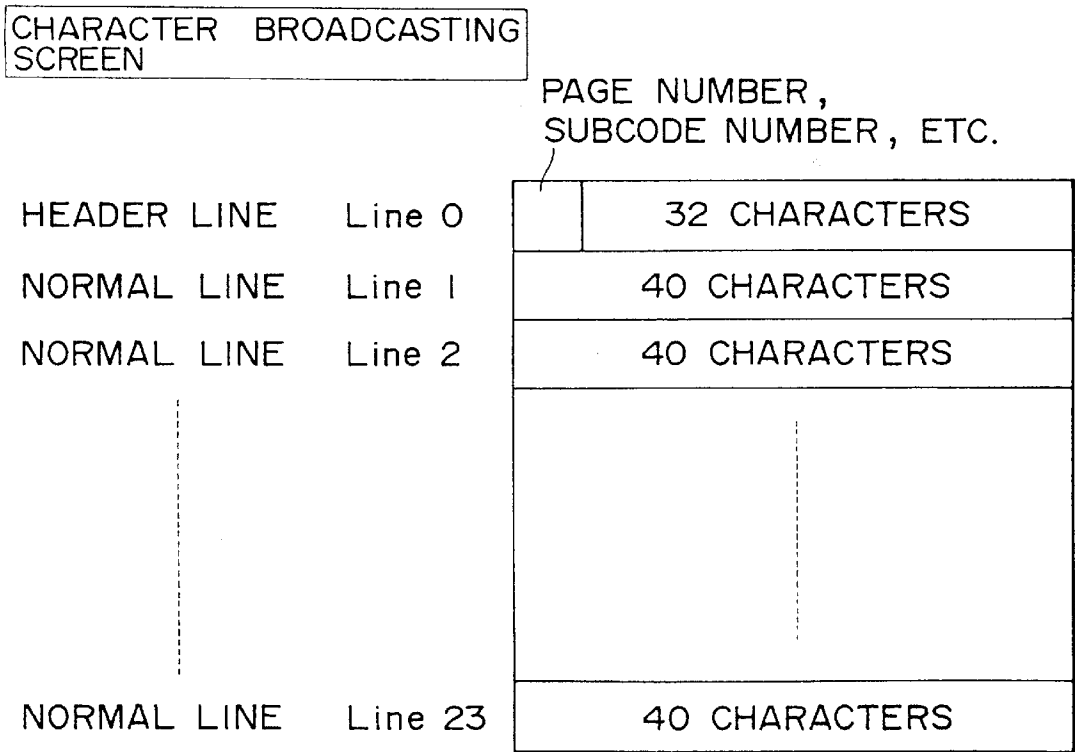 CHARACTER BROADCASTING
SCREEN
PAGE NUMBER,
SUBCODE NUMBER, ETC.
HEADER LINE Line 0 32 CHARACTERS
NORMAL LINE Line 1 40 CHARACTERS
NORMAL LINE Line 2 40 CHARACTERS
NORMAL LINE Line 23 40 CHARACTERS